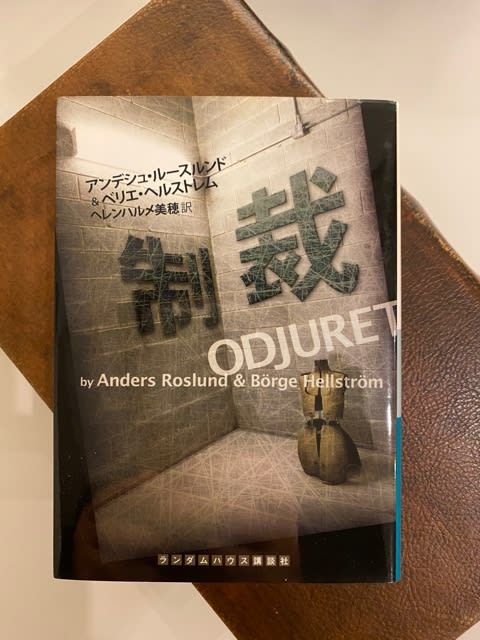 アンデシュ・ルースルンド
&ベリエ・ヘルストレム
ヘレンハルメ美穂 訳
制裁
ODJURET
by Anders Roslund & Börge Hellström
ランダムハウス講談社